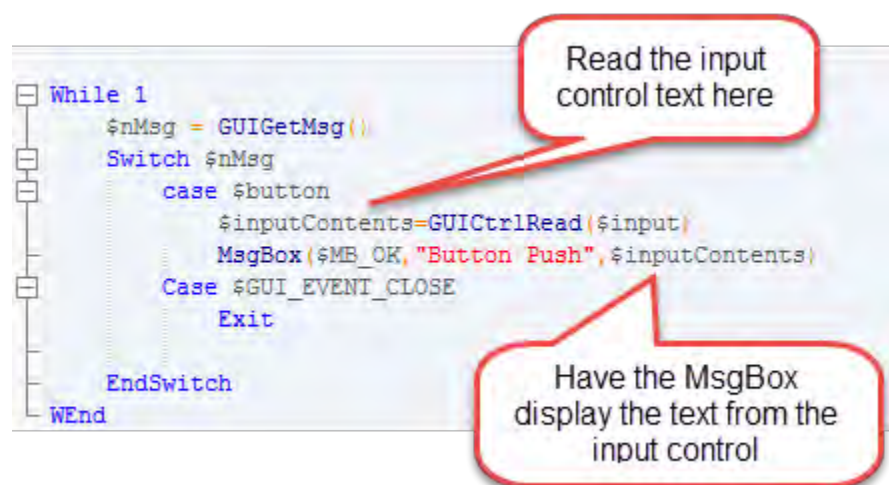 Read the input
control text here
While 1
$nMsg = GUIGetMsg()
Switch $nMsg
case $button
$inputContents=GUICtrlRead($input)
MsgBox($MB_OK,"Button Push",$inputContents)
Case $GUI_EVENT_CLOSE
Exit
EndSwitch
WEnd
Have the MsgBox
display the text from the
input control